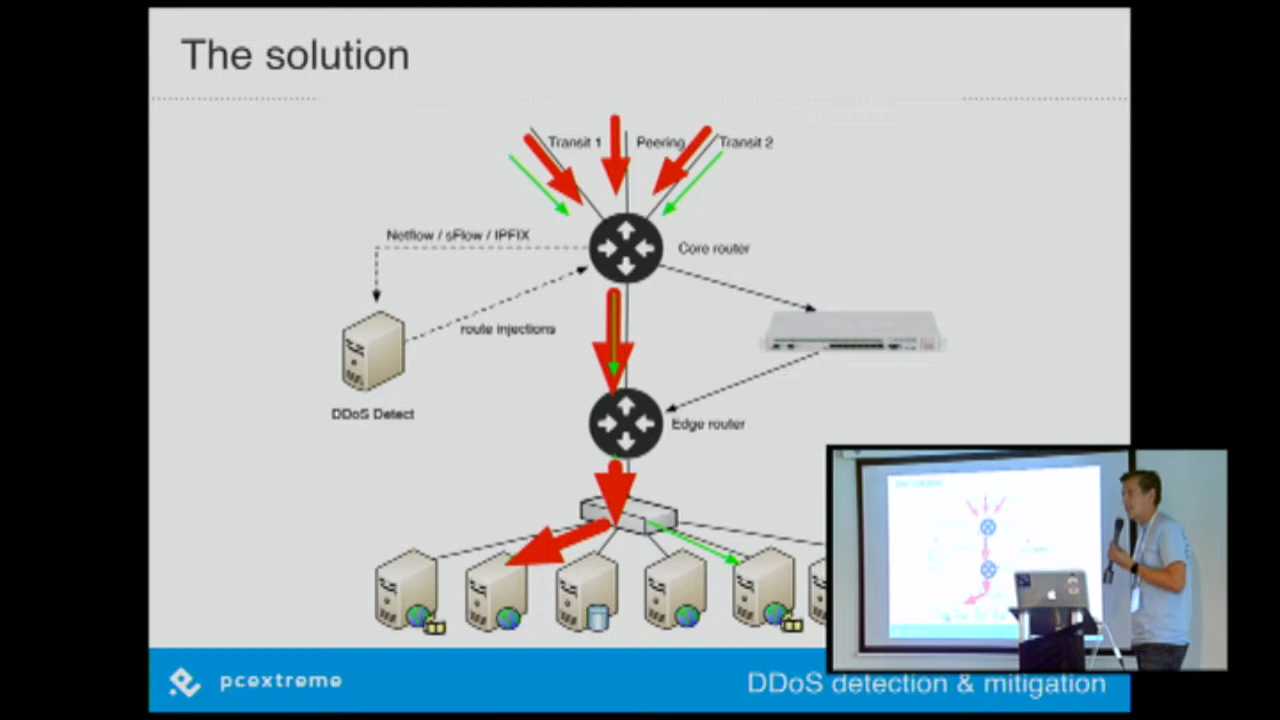 The solution
Transit 1
Peering
Transit 2
Netflow / sFlow / IPFIX
Core router
route injections
DDoS Detect
Edge router
pcextreme
DDoS detection & mitigation